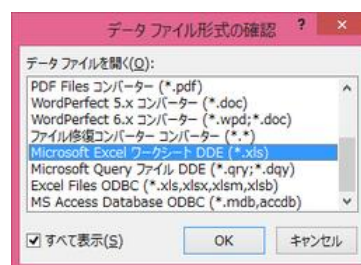 データ ファイル形式の確認
?
×
データ ファイルを開く(O):
PDF Files コンバーター (*.pdf)
WordPerfect 5.x コンバーター (*.doc)
WordPerfect 6.x コンバーター (*.wpd;*.doc)
ファイル修復コンバーター コンバーター (*.*)
Microsoft Excel ワークシート DDE (*.xls)
Microsoft Query ファイル DDE (*.qry;*.dqy)
Excel Files ODBC (*.xls,xlsx,xlsm,xlsb)
MS Access Database ODBC (*.mdb,accdb)
すべて表示(S)
OK
キャンセル